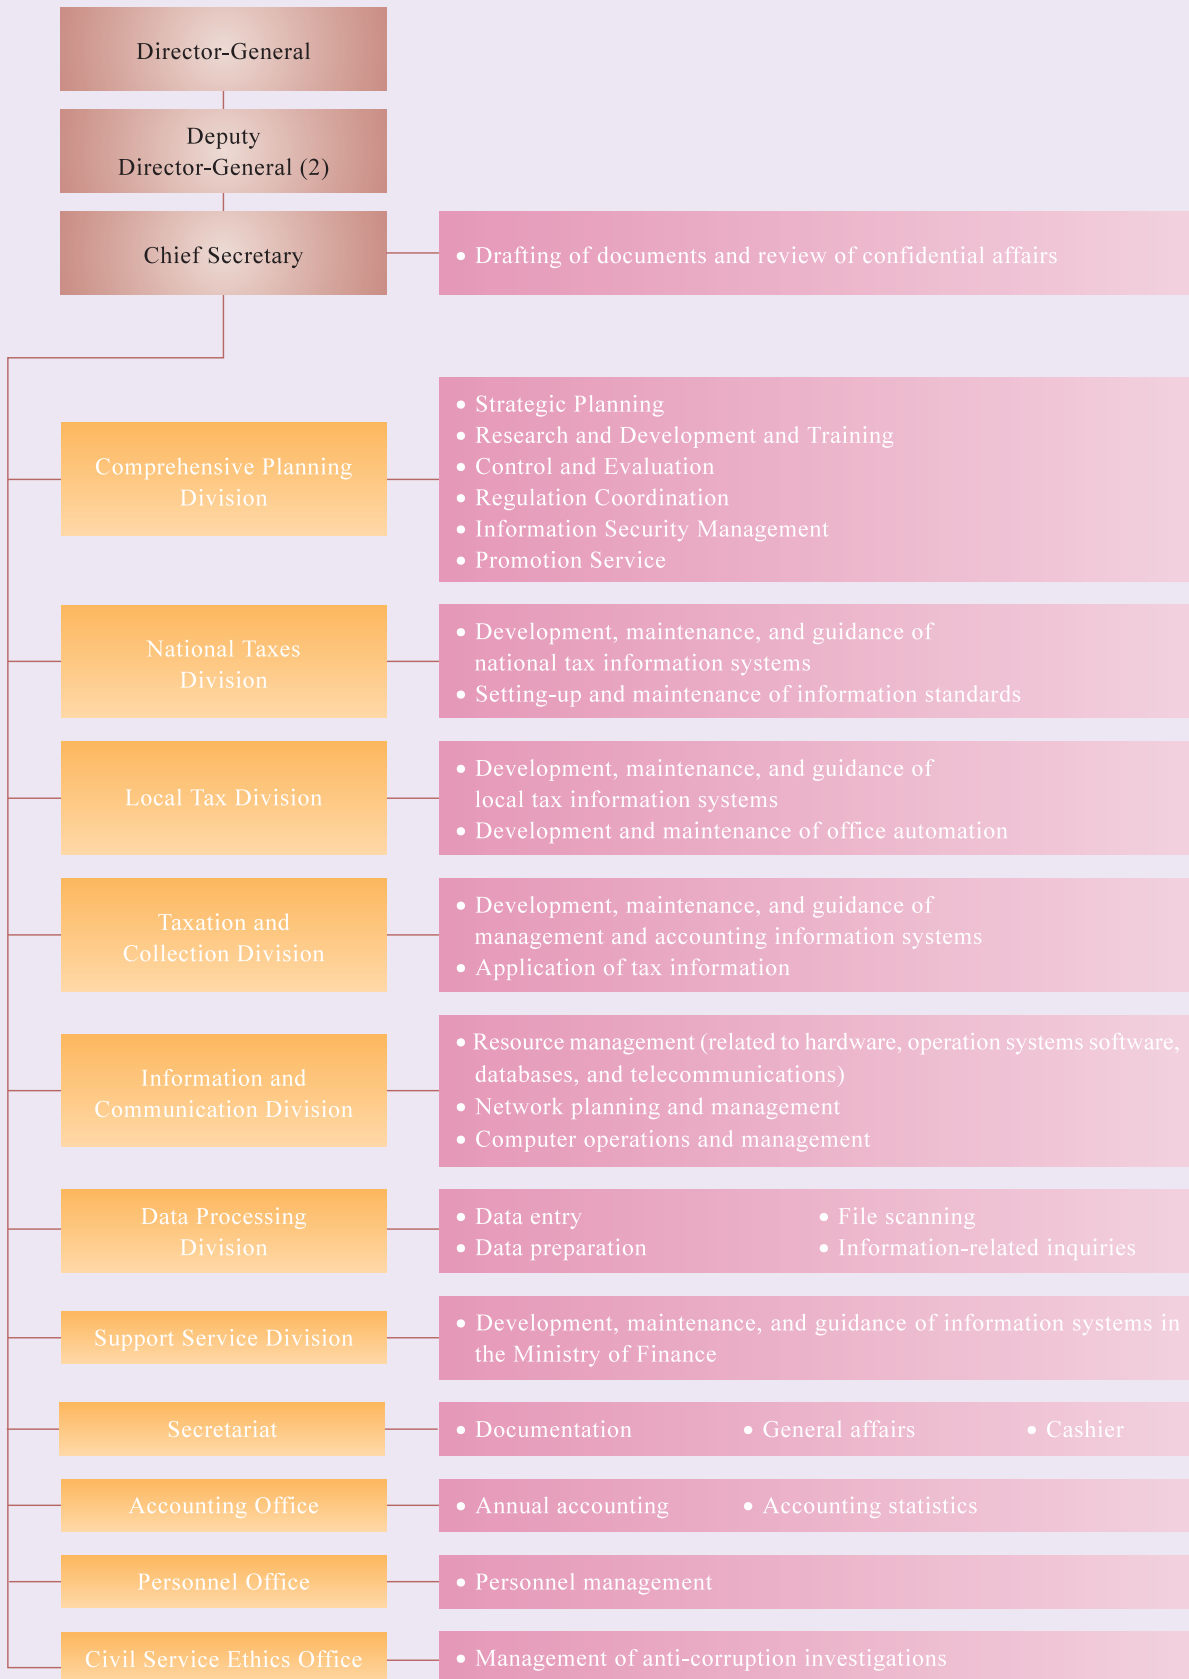 Director-General
Deputy
Director-General (2)
Chief Secretary
• Drafting of documents and review of confidential affairs
Comprehensive Planning
Division
• Strategic Planning
• Research and Development and Training
• Control and Evaluation
• Regulation Coordination
• Information Security Management
• Promotion Service
National Taxes
Division
• Development, maintenance, and guidance of
national tax information systems
• Setting-up and maintenance of information standards
Local Tax Division
• Development, maintenance, and guidance of
local tax information systems
• Development and maintenance of office automation
Taxation and
Collection Division
• Development, maintenance, and guidance of
management and accounting information systems
• Application of tax information
Information and
Communication Division
• Resource management (related to hardware, operation systems software,
databases, and telecommunications)
• Network planning and management
• Computer operations and management
Data Processing
Division
• Data entry • File scanning
• Data preparation • Information-related inquiries
Support Service Division
• Development, maintenance, and guidance of information systems in
the Ministry of Finance
Secretariat
• Documentation • General affairs • Cashier
Accounting Office
• Annual accounting • Accounting statistics
Personnel Office
• Personnel management
Civil Service Ethics Office
• Management of anti-corruption investigations